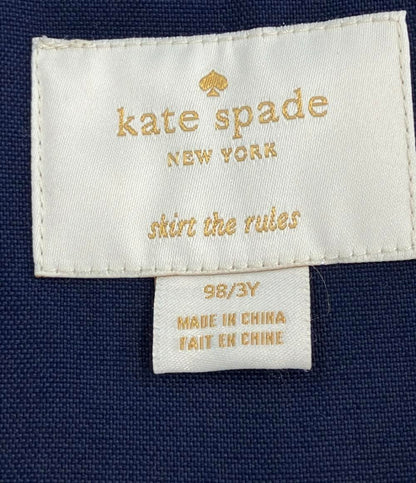 kate spade
NEW YORK
skirt the rules
98/3Y
MADE IN CHINA
FAIT EN CHINE